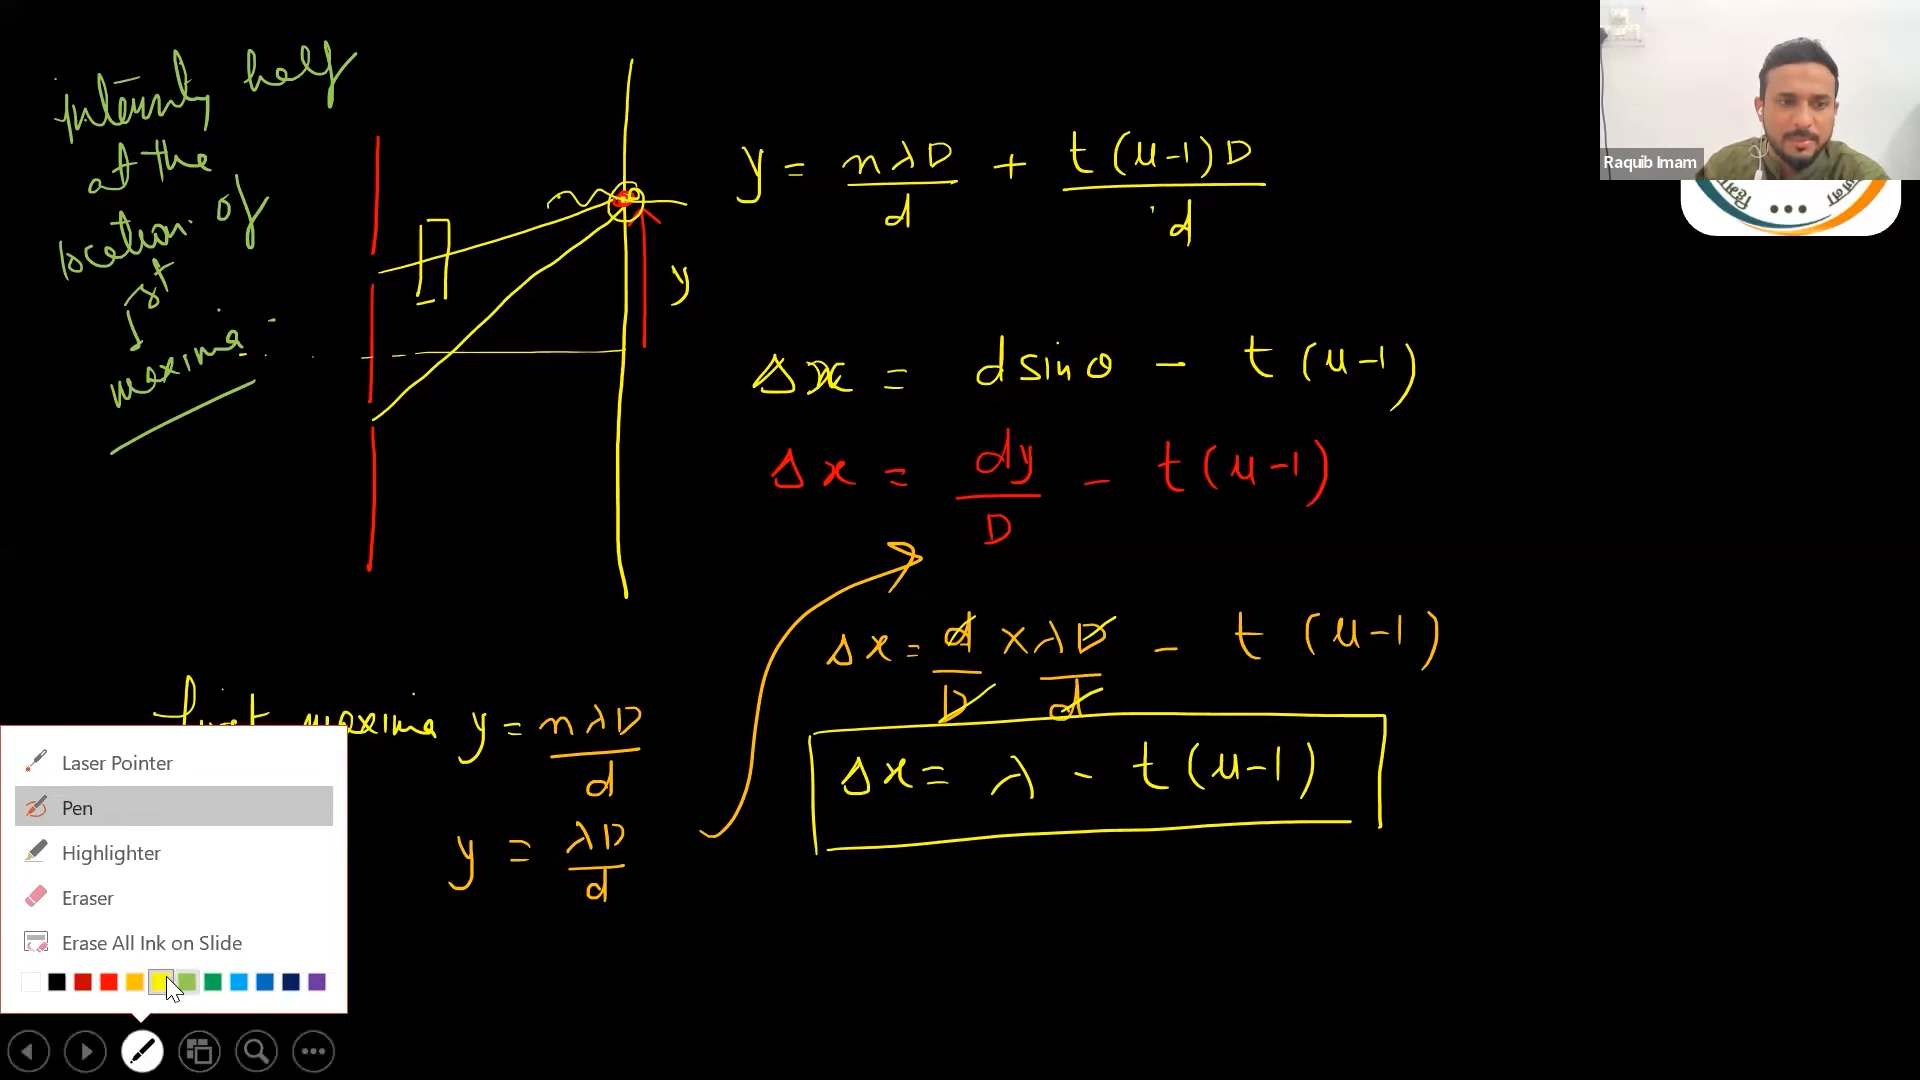 intensity half
at the
location of
1st
maxima
y = nλD/d + t(μ-1)D/d
y
Δx = d sinθ - t(μ-1)
Δx = dy/D - t(μ-1)
Δx = d/D × λD/d - t(μ-1)
first maxima y = nλD/d
y = λD/d
Δx = λ - t(μ-1)
Raquib Imam
Laser Pointer
Pen
Highlighter
Eraser
Erase All Ink on Slide